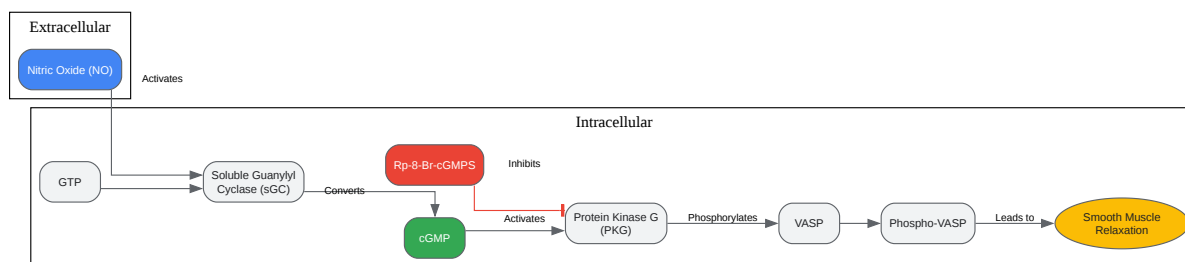 Extracellular
Nitric Oxide (NO)
Activates
Intracellular
GTP
Soluble Guanylyl
Cyclase (sGC)
Converts
Rp-8-Br-cGMPS
Inhibits
cGMP
Activates
Protein Kinase G
(PKG)
Phosphorylates
VASP
Phospho-VASP
Leads to
Smooth Muscle
Relaxation